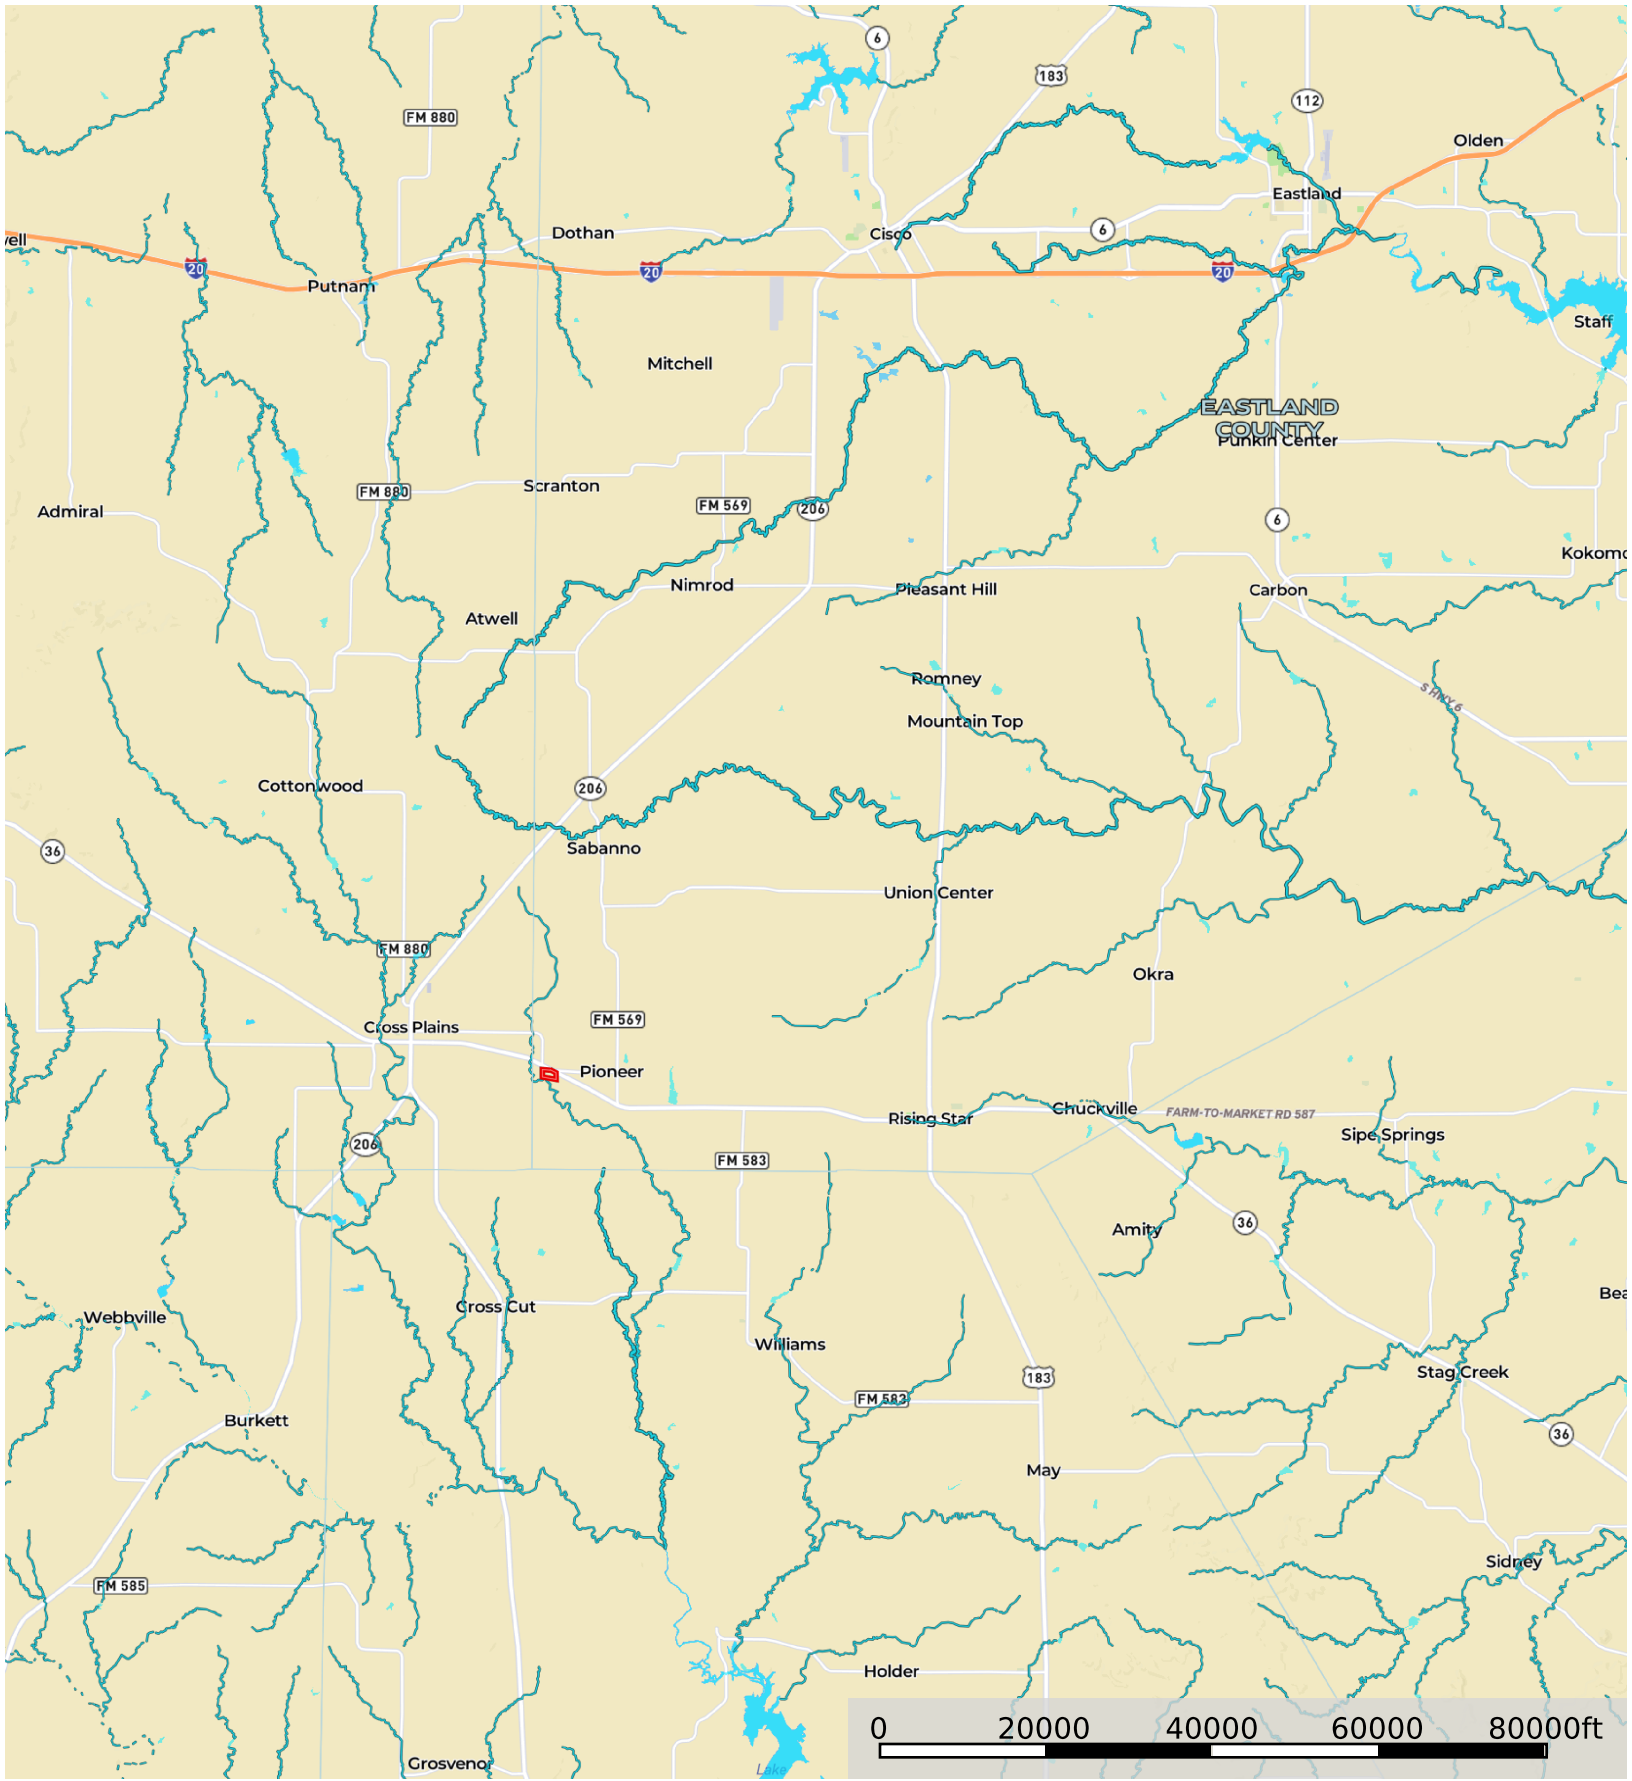 6
183
FM 880
112
Olden
Eastland
Dothan
Cisco
6
ell
20
20
20
Putnam
Staff
Mitchell
EASTLAND
COUNTY
Punkin Center
Scranton
FM 880
FM 569
206
Admiral
6
Kokomo
Nimrod
Pleasant Hill
Carbon
Atwell
Romney
S HWY 6
Mountain Top
Cottonwood
206
36
Sabanno
Union Center
FM 880
Okra
FM 569
Cross Plains
Pioneer
Chuckville
FARM-TO-MARKET RD 587
Rising Star
Sipe Springs
206
FM 583
Amity
36
Bea
Cross Cut
Webbville
Williams
183
Stag Creek
FM 583
Burkett
36
May
Sidney
FM 585
Holder
0 20000 40000 60000 80000ft
Grosvenor
Lake